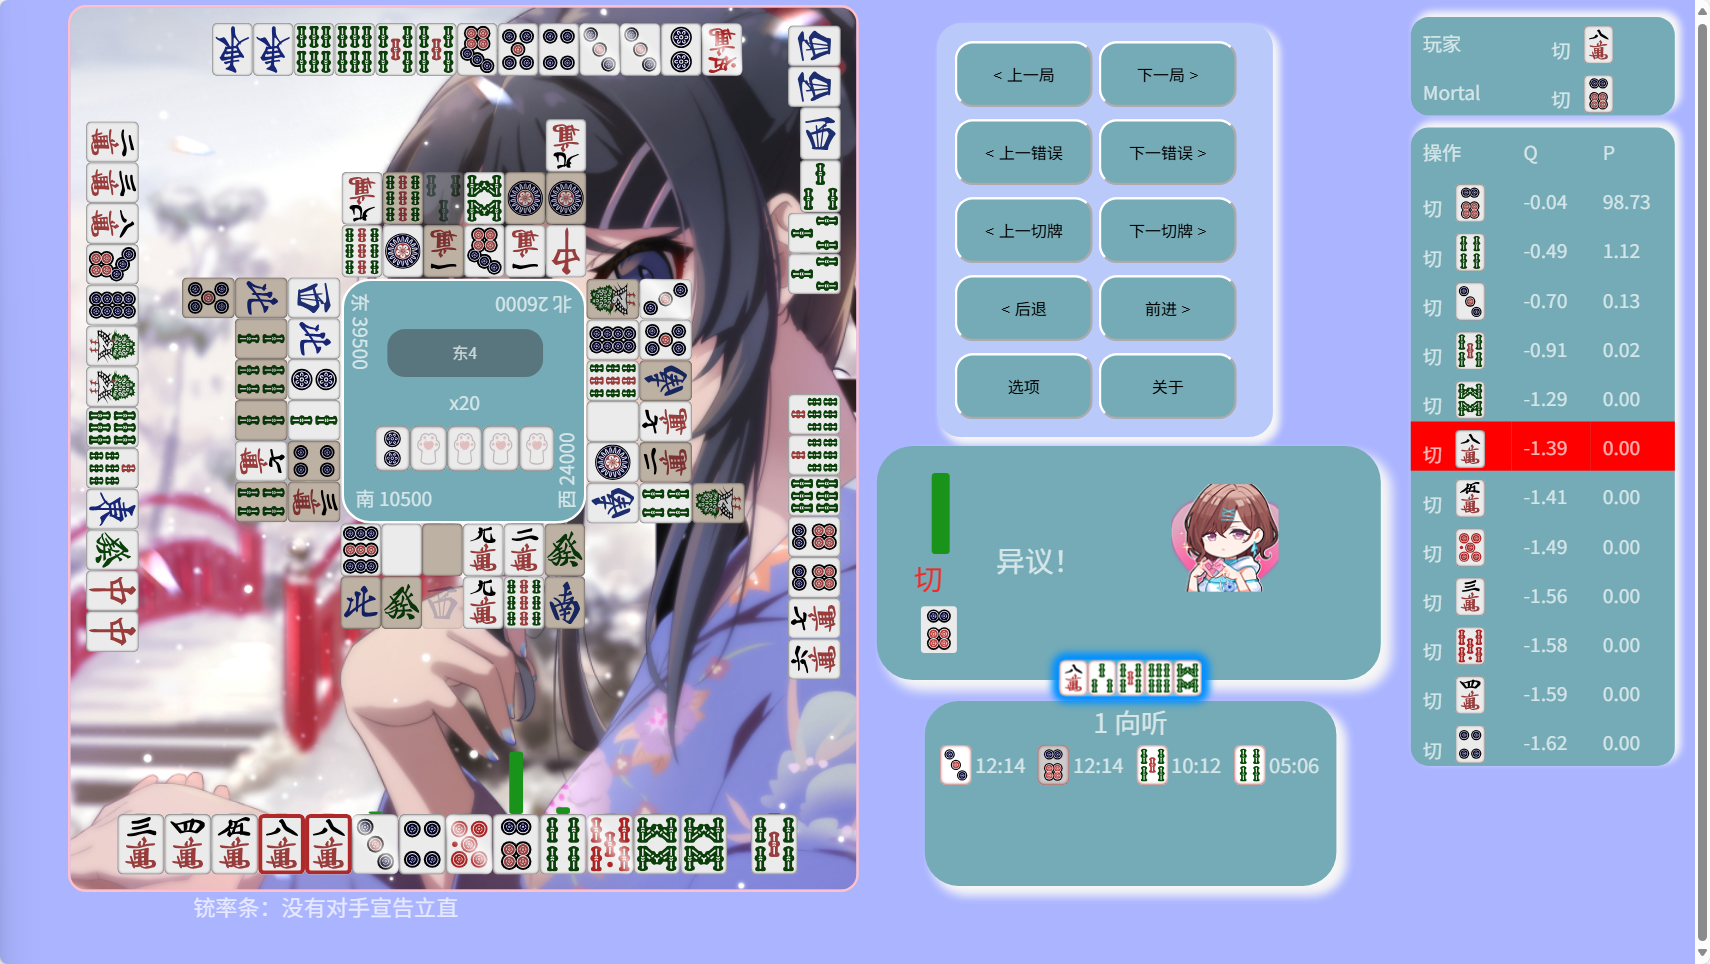 东4
x20
北 26000
东 39500
西 24000
南 10500
铳率条：没有对手宣告立直
< 上一局
下一局 >
< 上一错误
下一错误 >
< 上一切牌
下一切牌 >
< 后退
前进 >
选项
关于
切
异议!
1 向听
12:14
12:14
10:12
05:06
玩家 切
Mortal 切
操作 Q P
切 -0.04 98.73
切 -0.49 1.12
切 -0.70 0.13
切 -0.91 0.02
切 -1.29 0.00
切 -1.39 0.00
切 -1.41 0.00
切 -1.49 0.00
切 -1.56 0.00
切 -1.58 0.00
切 -1.59 0.00
切 -1.62 0.00